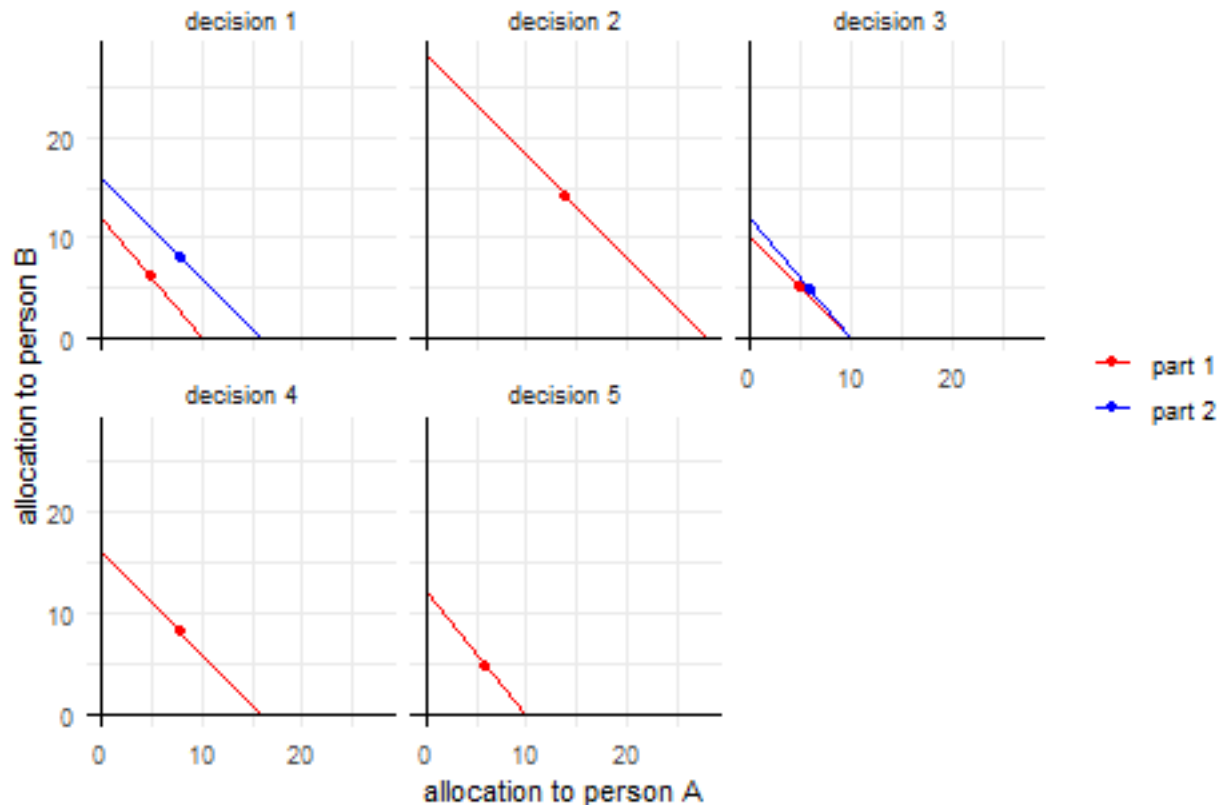 decision 1
decision 2
decision 3
20
10
0
0
10
20
decision 4
decision 5
20
10
0
0
10
20
0
10
20
allocation to person A
allocation to person B
part 1
part 2